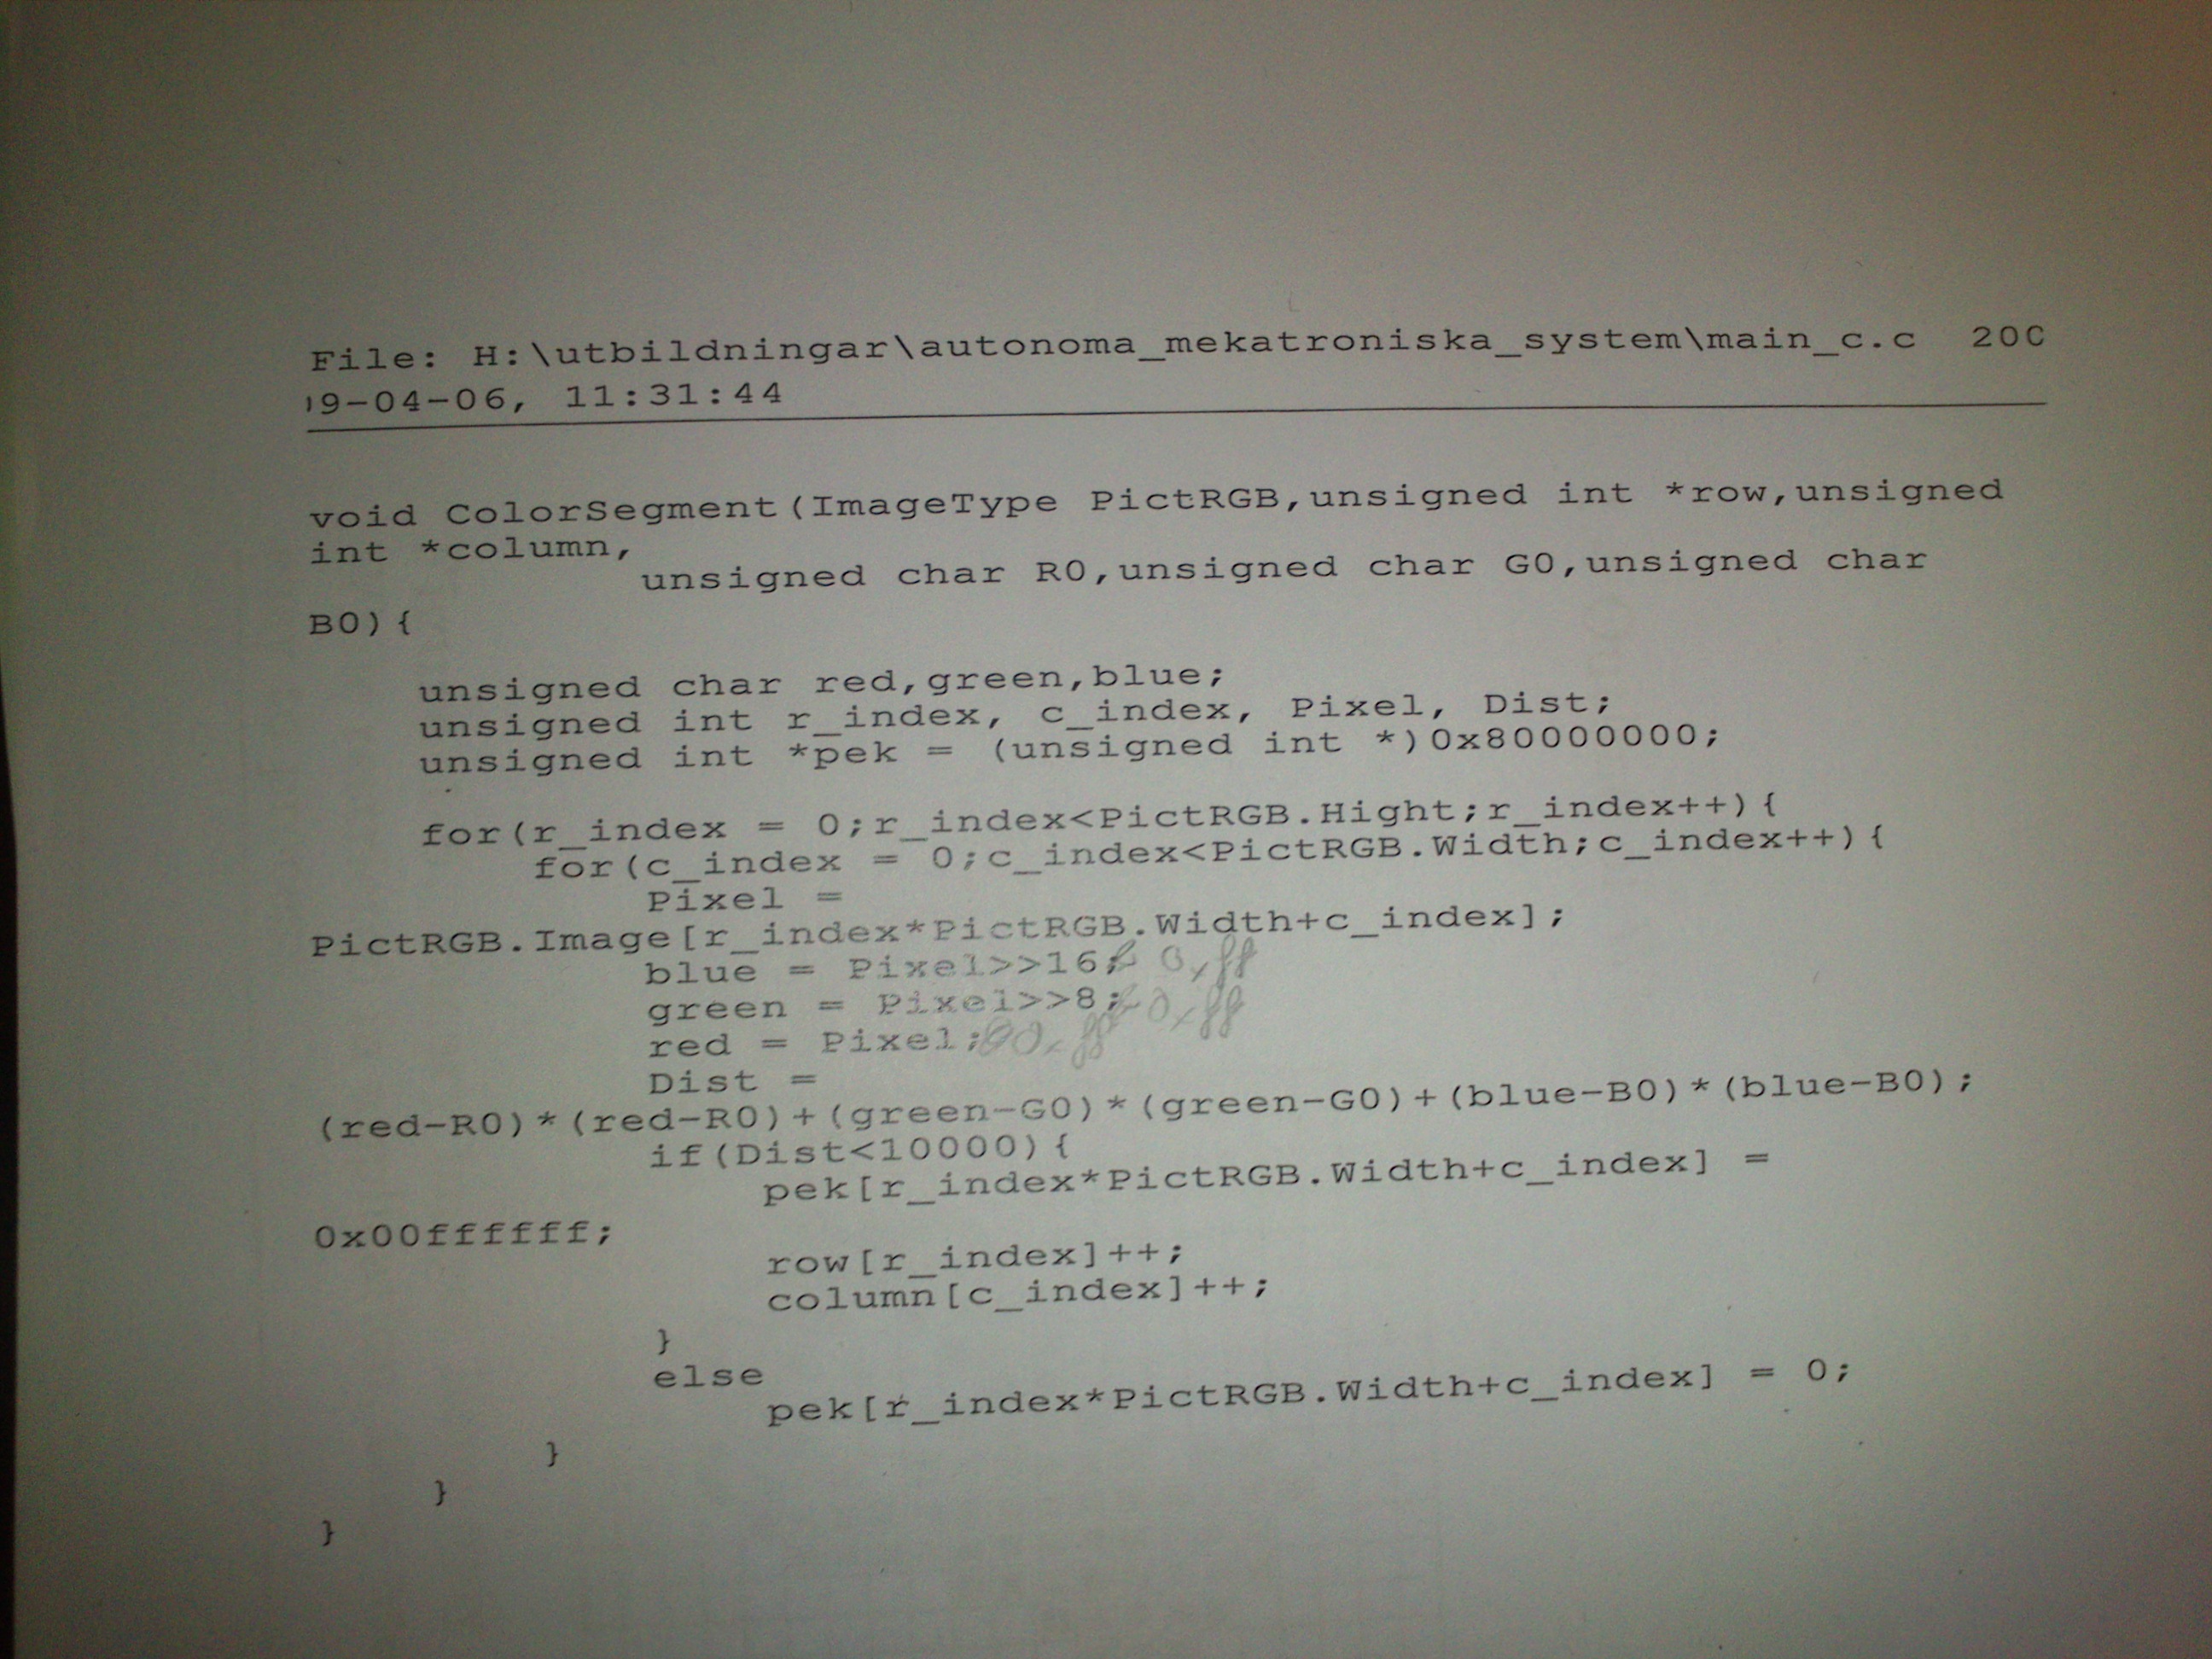 File: H:\utbildningar\autonoma_mekatroniska_system\main_c.c 200
9-04-06, 11:31:44
void ColorSegment(ImageType PictRGB,unsigned int *row,unsigned
int *column,
unsigned char R0,unsigned char G0,unsigned char
B0){
unsigned char red,green,blue;
unsigned int r_index, c_index, Pixel, Dist;
unsigned int *pek = (unsigned int *)0x80000000;
for(r_index = 0;r_index<PictRGB.Hight;r_index++){
for(c_index = 0;c_index<PictRGB.Width;c_index++){
Pixel =
PictRGB.Image[r_index*PictRGB.Width+c_index];
blue = Pixel>>16; & 0xff
green = Pixel>>8; & 0xff
red = Pixel; & 0xff
Dist =
(red-R0)*(red-R0)+(green-G0)*(green-G0)+(blue-B0)*(blue-B0);
if(Dist<10000){
pek[r_index*PictRGB.Width+c_index] =
0x00ffffff;
row[r_index]++;
column[c_index]++;
}
else
pek[r_index*PictRGB.Width+c_index] = 0;
}
}
}